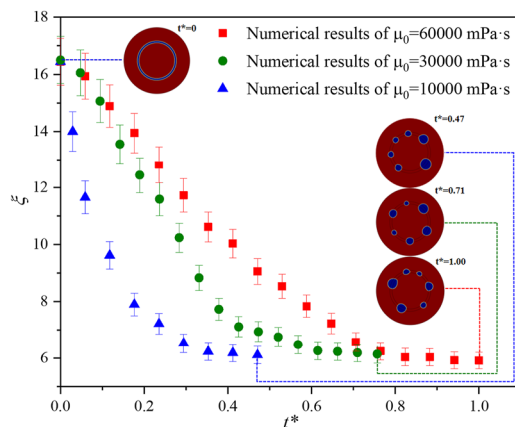 t*=0
Numerical results of μ₀=60000 mPa·s
Numerical results of μ₀=30000 mPa·s
Numerical results of μ₀=10000 mPa·s
18
16
14
12
10
8
6
ξ
t*=0.47
t*=0.71
t*=1.00
0.0 0.2 0.4 0.6 0.8 1.0
t*